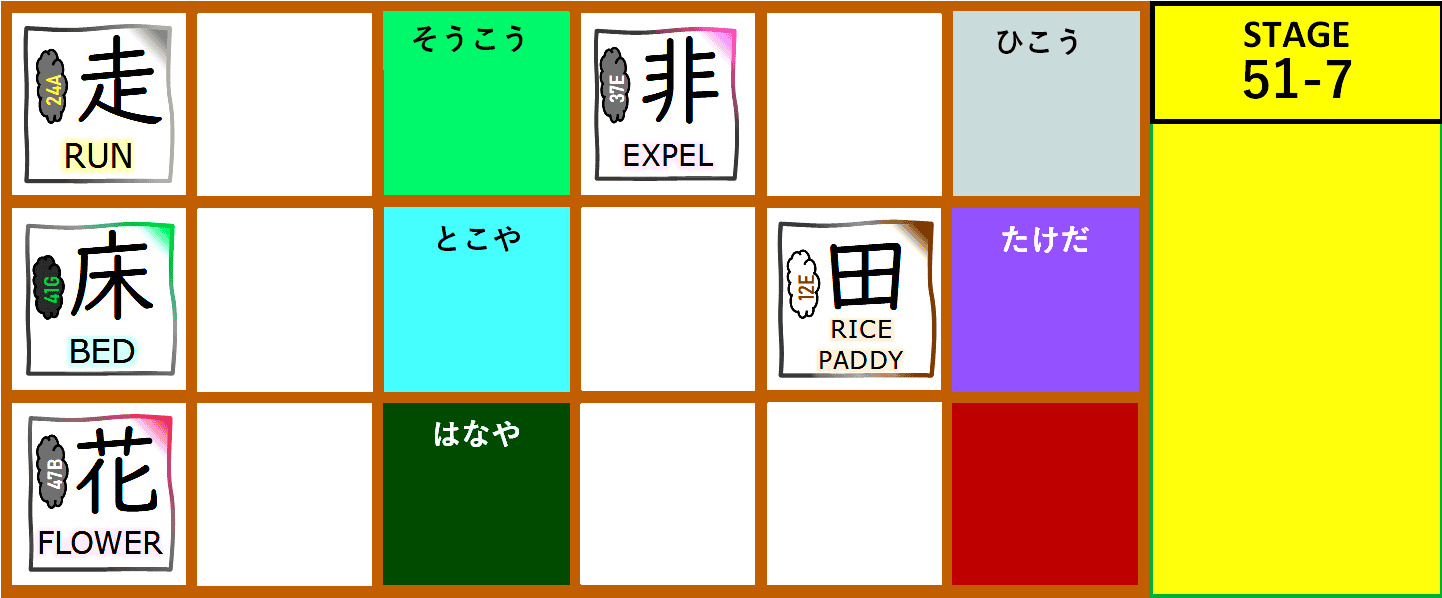 24A
走
RUN
そうこう
37E
非
EXPEL
ひこう
STAGE
51-7
41G
床
BED
とこや
12E
田
RICE
PADDY
たけだ
47B
花
FLOWER
はなや